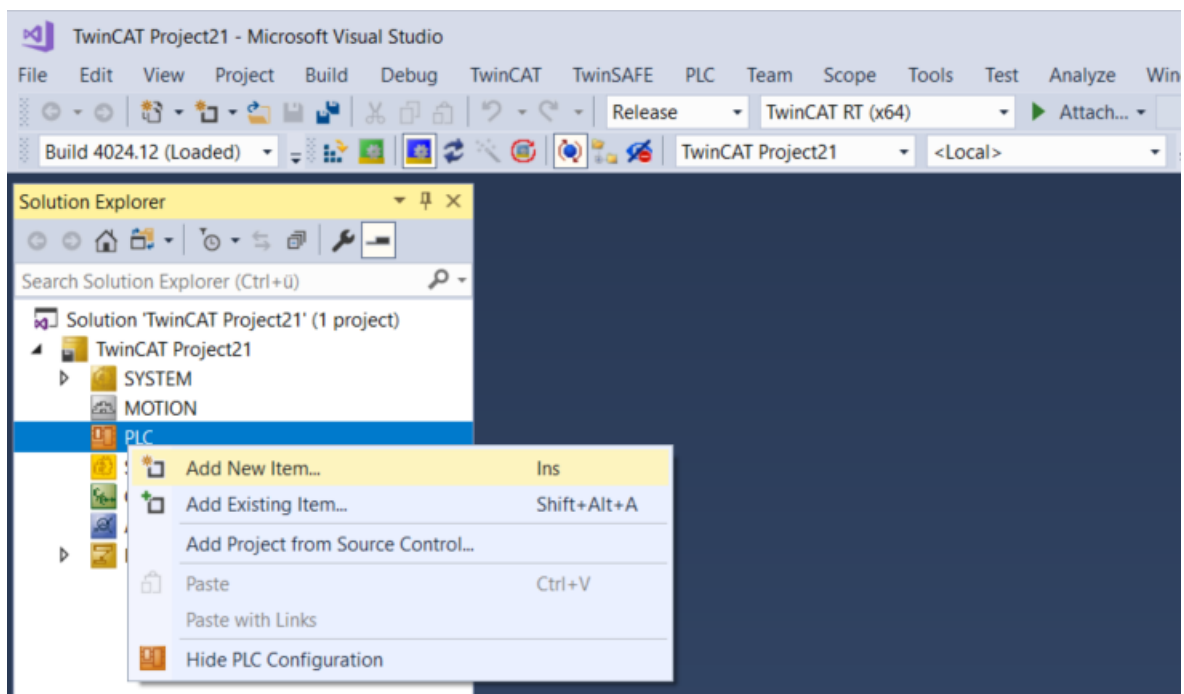 TwinCAT Project21 - Microsoft Visual Studio
File Edit View Project Build Debug TwinCAT TwinSAFE PLC Team Scope Tools Test Analyze Win
Release TwinCAT RT (x64) Attach...
Build 4024.12 (Loaded) TwinCAT Project21 <Local>
Solution Explorer
Search Solution Explorer (Ctrl+ü)
Solution 'TwinCAT Project21' (1 project)
TwinCAT Project21
SYSTEM
MOTION
PLC
Add New Item... Ins
Add Existing Item... Shift+Alt+A
Add Project from Source Control...
Paste Ctrl+V
Paste with Links
Hide PLC Configuration